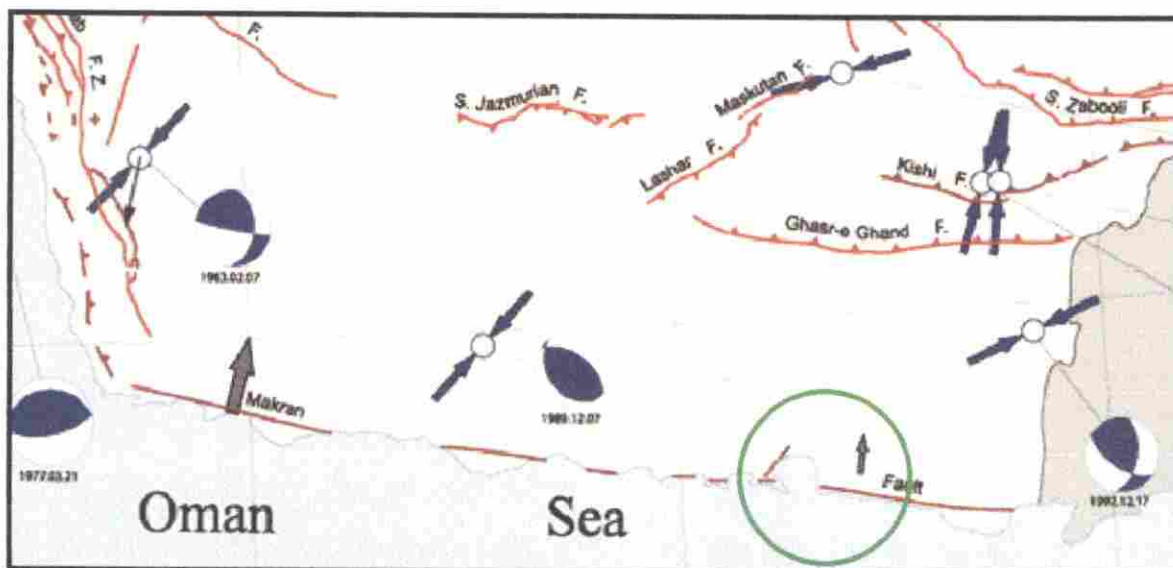 F. Z.
F.
S. Jazmurian F.
Maskutan F.
S. Zabooli F.
Lashar F.
Kishi F.
Ghasr-e Ghand F.
1963.02.07
Makran
1989.12.07
1977.03.21
Fault
1992.12.17
Oman Sea